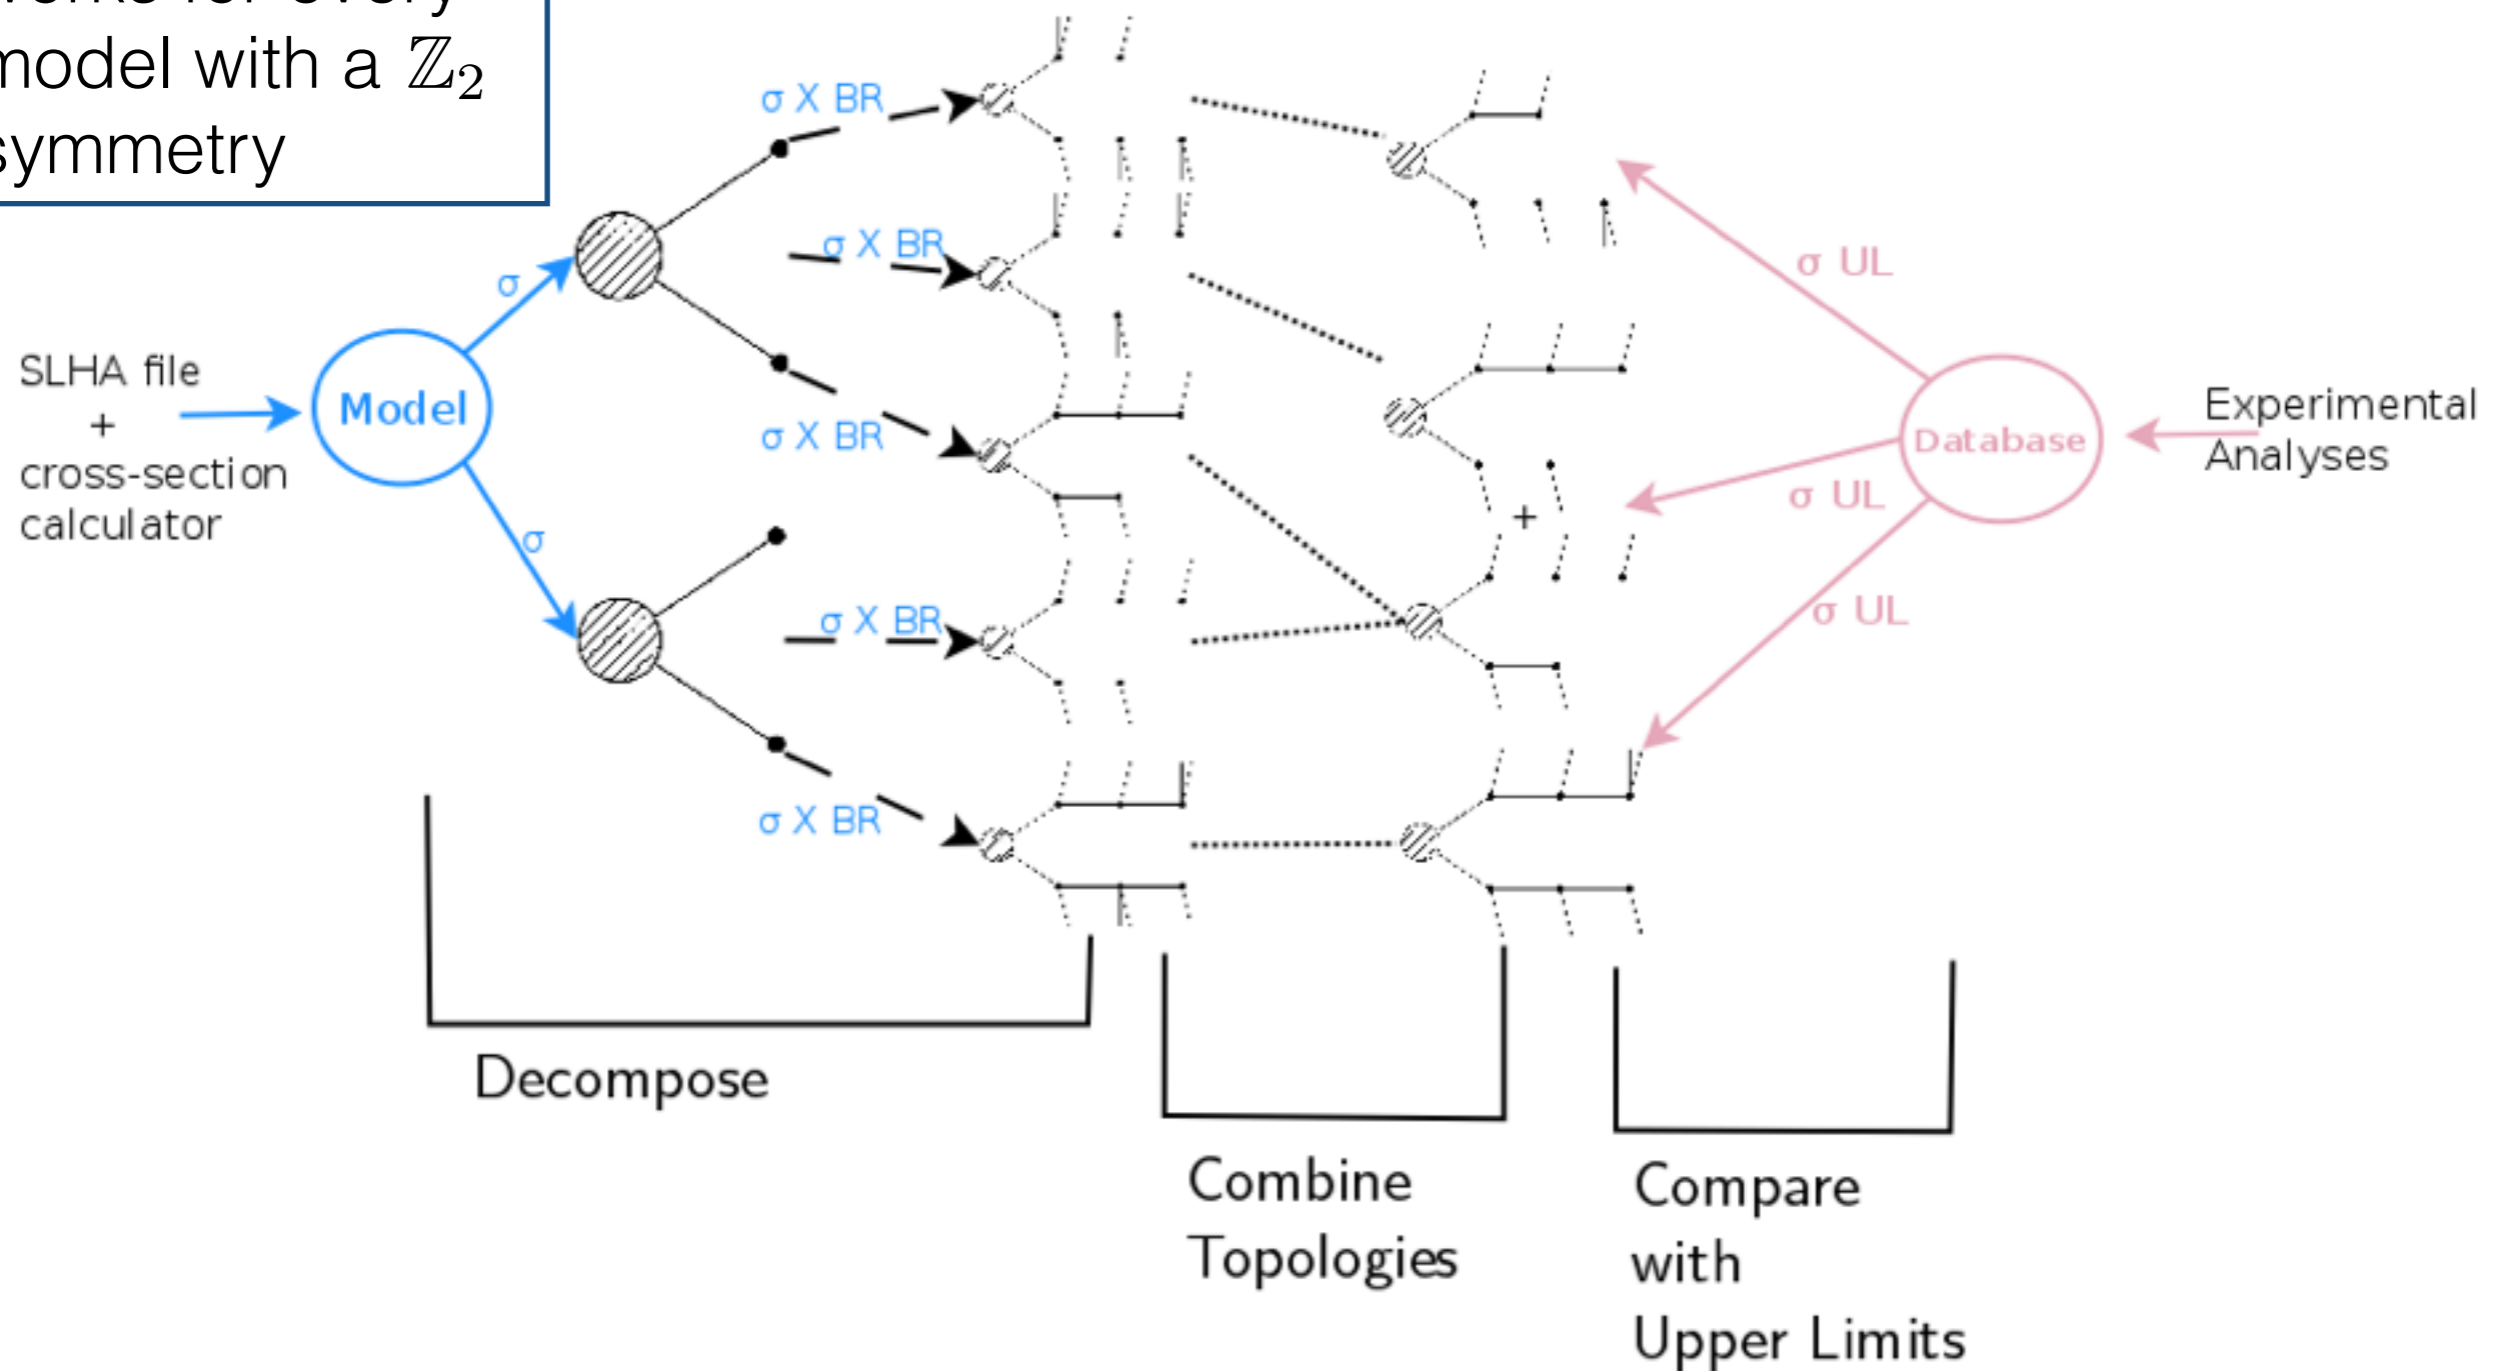 model with a ℤ₂
symmetry
SLHA file
+
cross-section
calculator
Model
σ
σ
σ X BR
σ X BR
σ X BR
σ X BR
σ X BR
+
σ UL
σ UL
σ UL
Database
Experimental
Analyses
Decompose
Combine
Topologies
Compare
with
Upper Limits